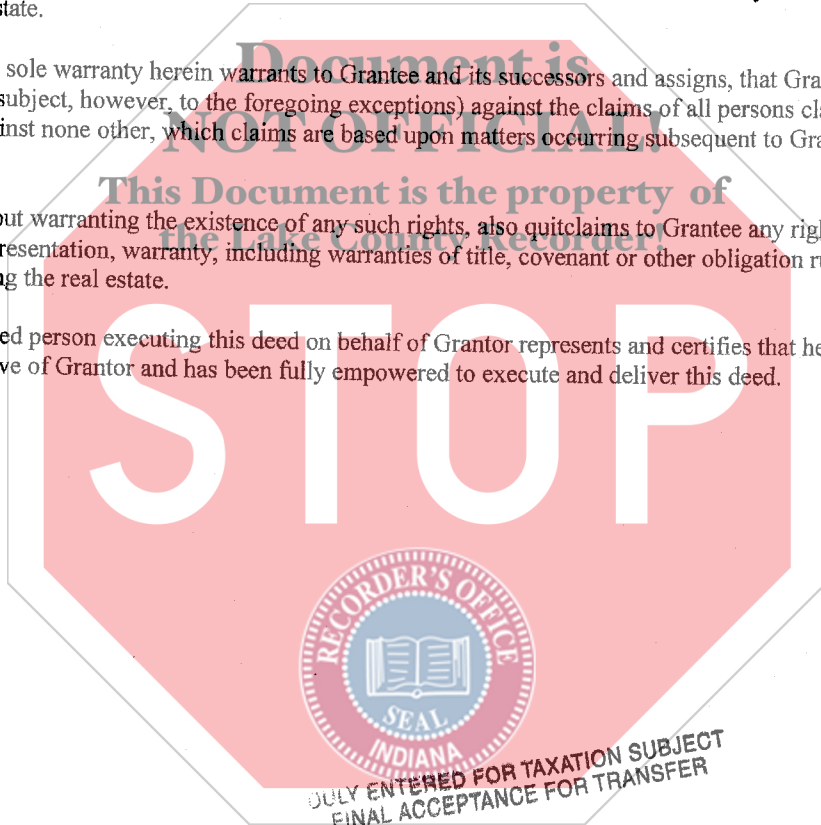 state.
Document is
sole warranty herein warrants to Grantee and its successors and assigns, that Gra
subject, however, to the foregoing exceptions) against the claims of all persons cla
NOT OFFICIAL!
inst none other, which claims are based upon matters occurring subsequent to Gra
This Document is the property of
out warranting the existence of any such rights, also quitclaims to Grantee any righ
the Lake County Recorder!
resentation, warranty, including warranties of title, covenant or other obligation ru
ng the real estate.
ed person executing this deed on behalf of Grantor represents and certifies that he
ve of Grantor and has been fully empowered to execute and deliver this deed.
STOP
RECORDER'S OFFICE
SEAL
INDIANA
DULY ENTERED FOR TAXATION SUBJECT
FINAL ACCEPTANCE FOR TRANSFER